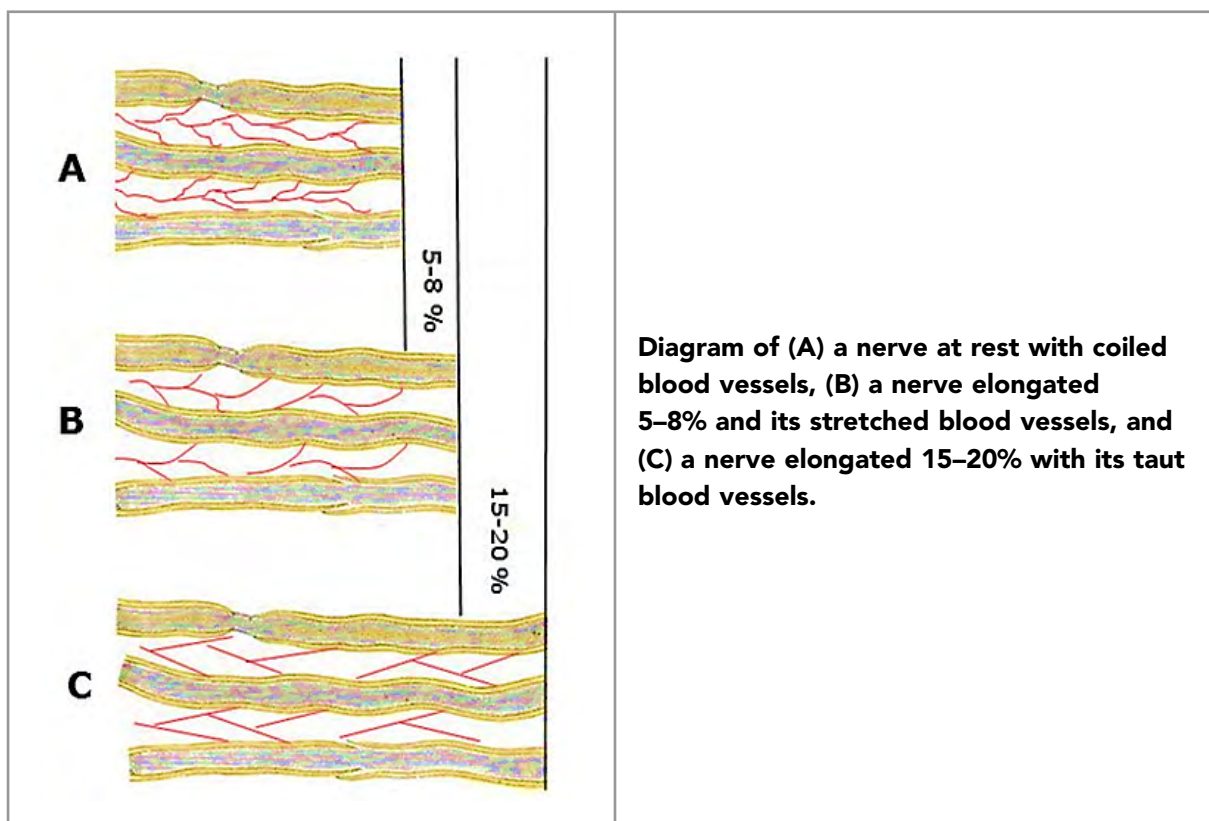 A
5-8 %
B
15-20 %
C
Diagram of (A) a nerve at rest with coiled
blood vessels, (B) a nerve elongated
5–8% and its stretched blood vessels, and
(C) a nerve elongated 15–20% with its taut
blood vessels.